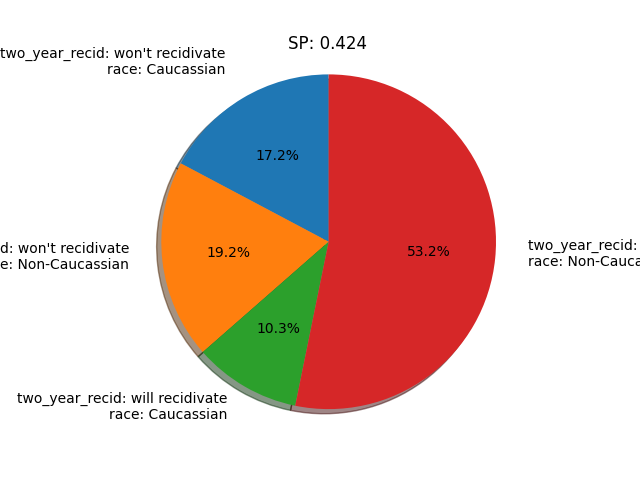 SP: 0.424
two_year_recid: won't recidivate
race: Caucassian
17.2%
d: won't recidivate
e: Non-Caucassian
19.2%
53.2%
two_year_recid:
race: Non-Cauca
10.3%
two_year_recid: will recidivate
race: Caucassian